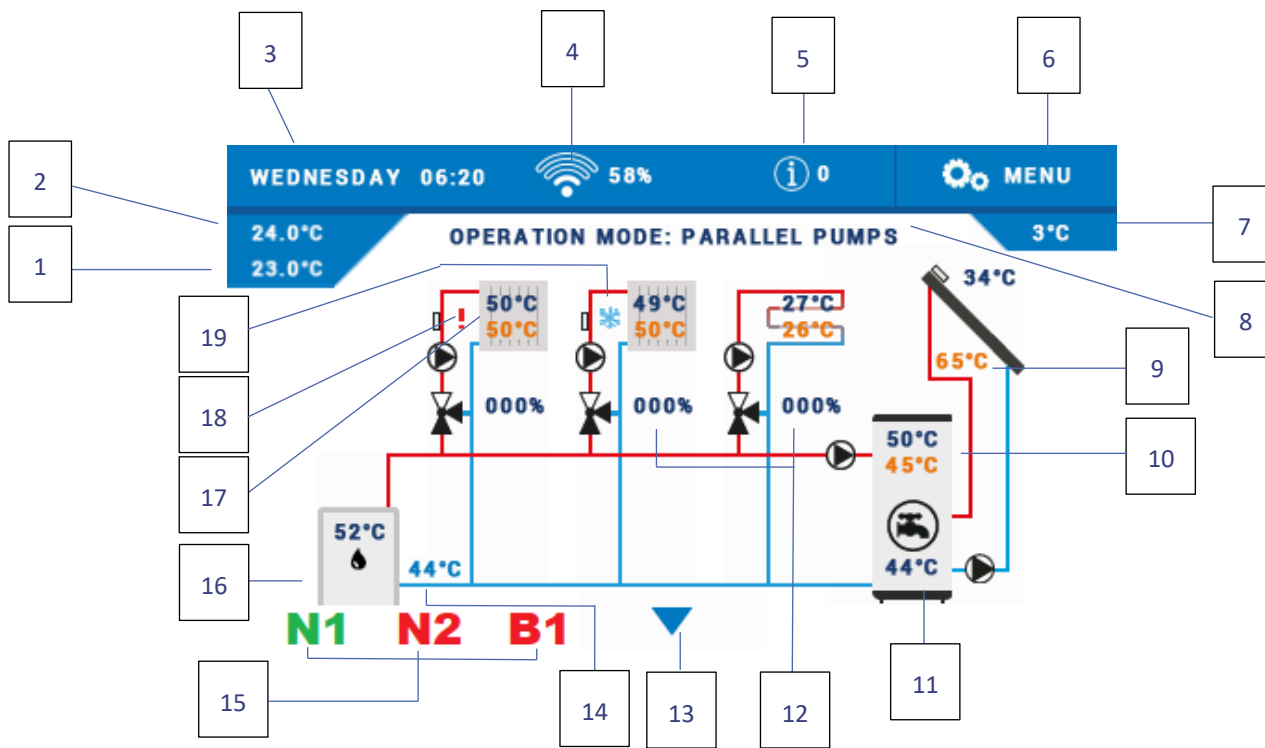 3
4
5
6
2
WEDNESDAY 06:20 58% i 0 MENU
24.0°C OPERATION MODE: PARALLEL PUMPS 3°C
7
1
23.0°C
34°C
50°C 49°C 27°C
19
! 50°C 50°C 26°C
8
65°C
9
18
000% 000% 000%
50°C
10
45°C
17
52°C
16
44°C 44°C
N1 N2 B1
11
15
14
13
12